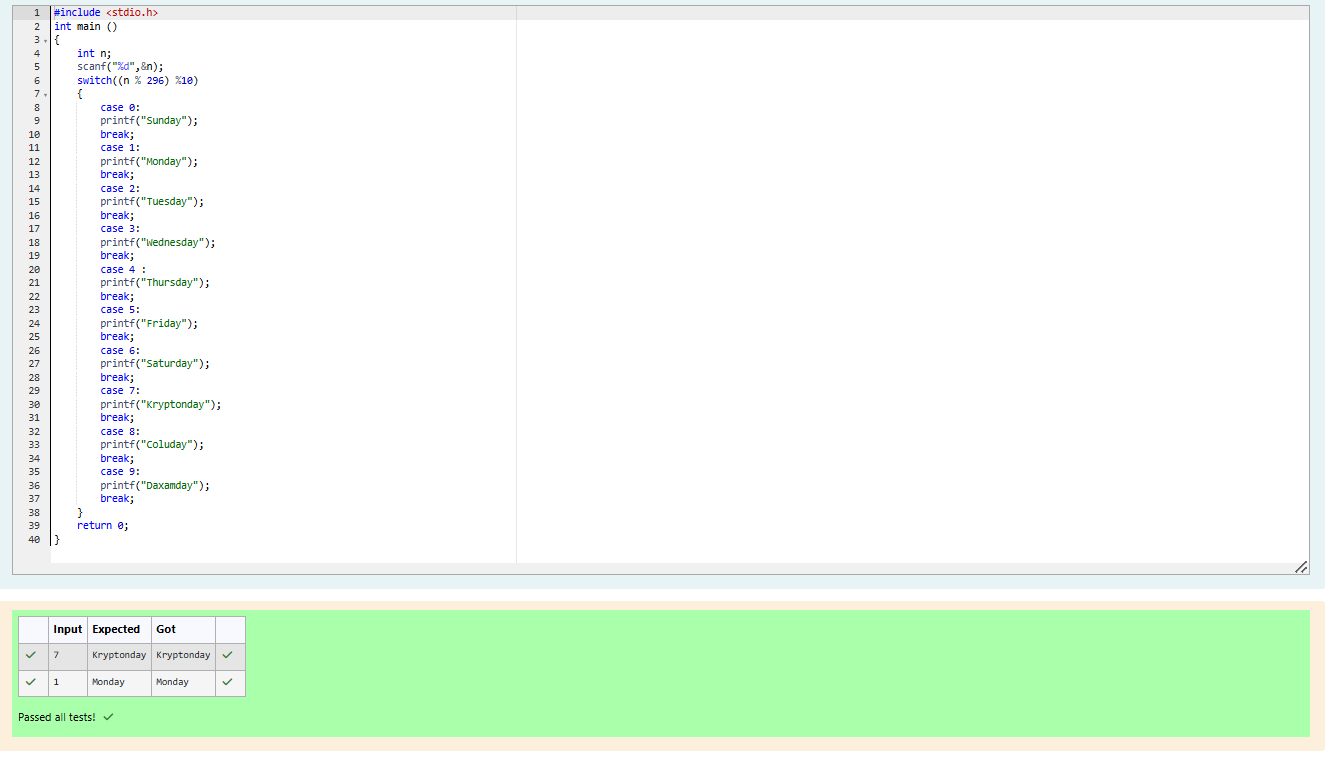 1 #include <stdio.h>
2 int main ()
3 {
4     int n;
5     scanf("%d",&n);
6     switch((n % 296) %10)
7     {
8         case 0:
9         printf("Sunday");
10         break;
11         case 1:
12         printf("Monday");
13         break;
14         case 2:
15         printf("Tuesday");
16         break;
17         case 3:
18         printf("Wednesday");
19         break;
20         case 4 :
21         printf("Thursday");
22         break;
23         case 5:
24         printf("Friday");
25         break;
26         case 6:
27         printf("Saturday");
28         break;
29         case 7:
30         printf("Kryptonday");
31         break;
32         case 8:
33         printf("Coluday");
34         break;
35         case 9:
36         printf("Daxamday");
37         break;
38     }
39     return 0;
40 }
Input Expected Got
7 Kryptonday Kryptonday
1 Monday Monday
Passed all tests!